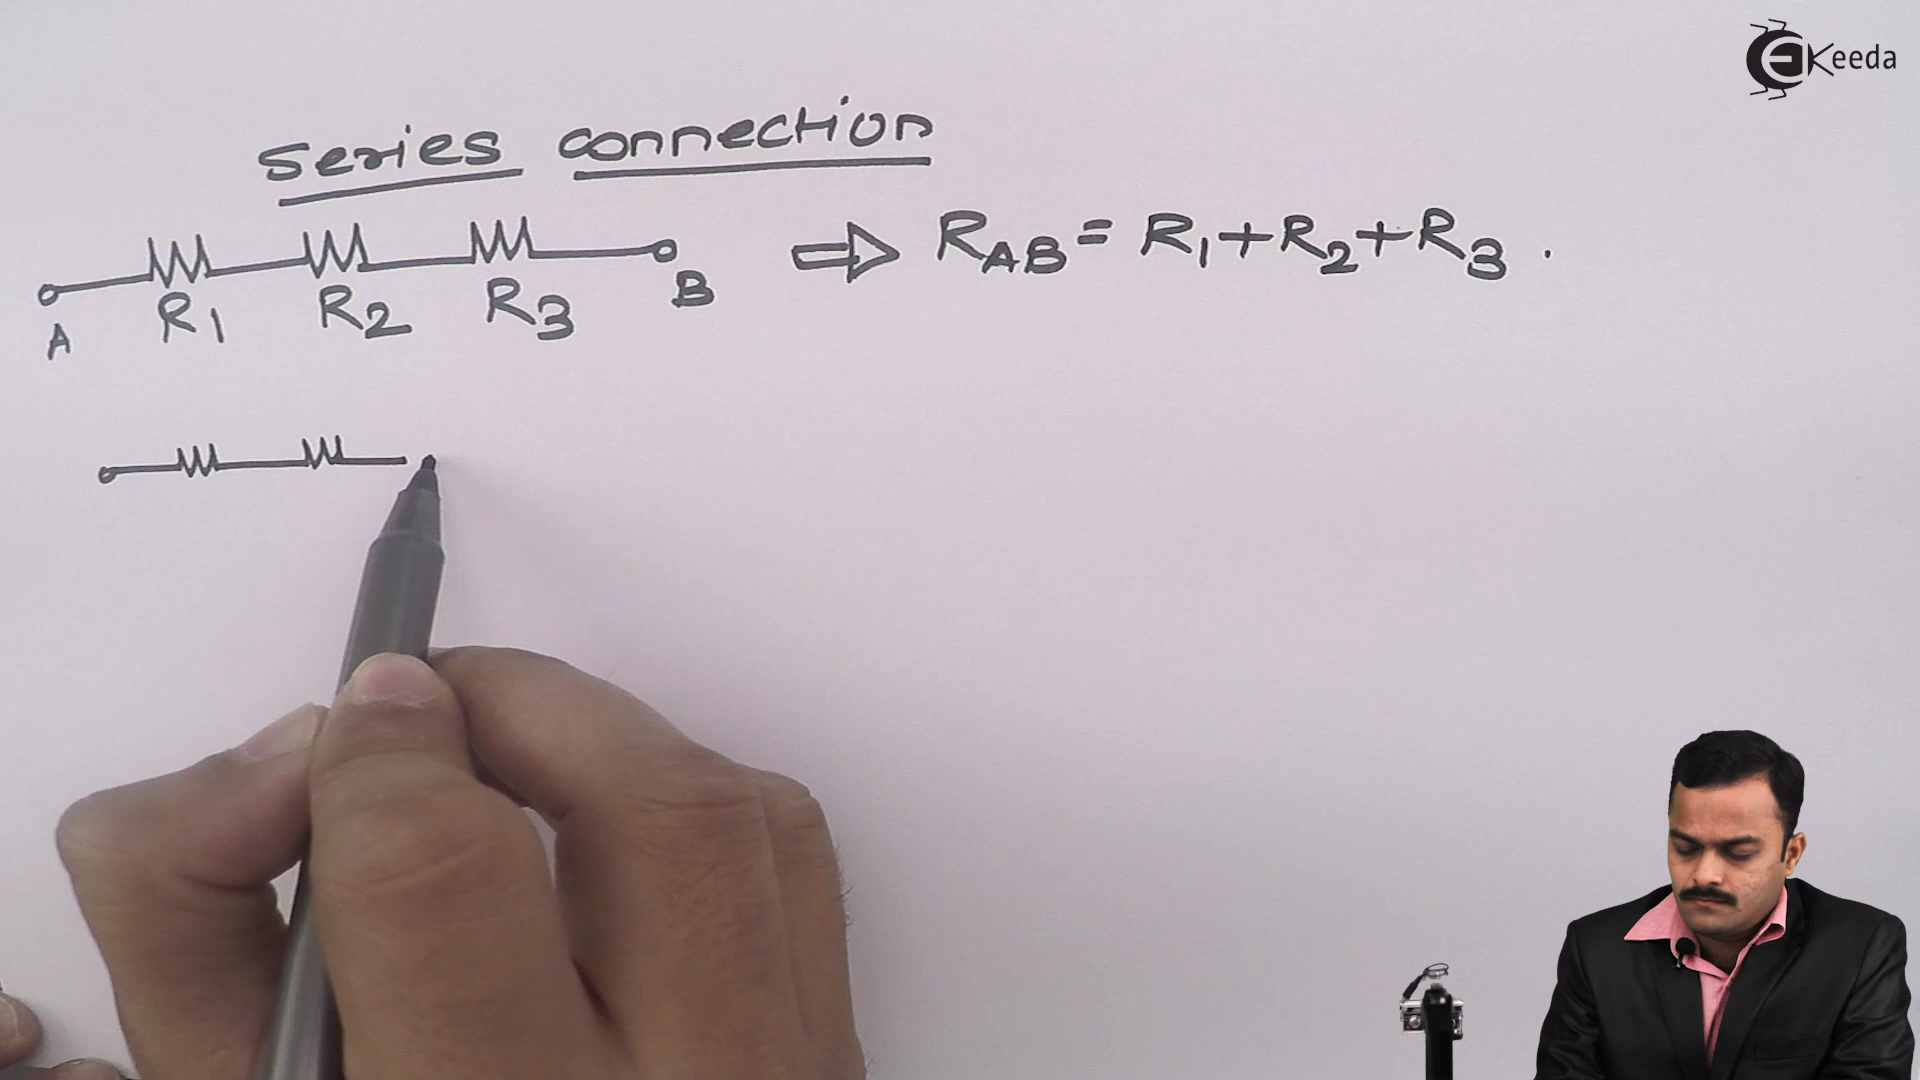 EKeeda
series connection
R1 R2 R3
A B
⇒ RAB = R1+R2+R3 .